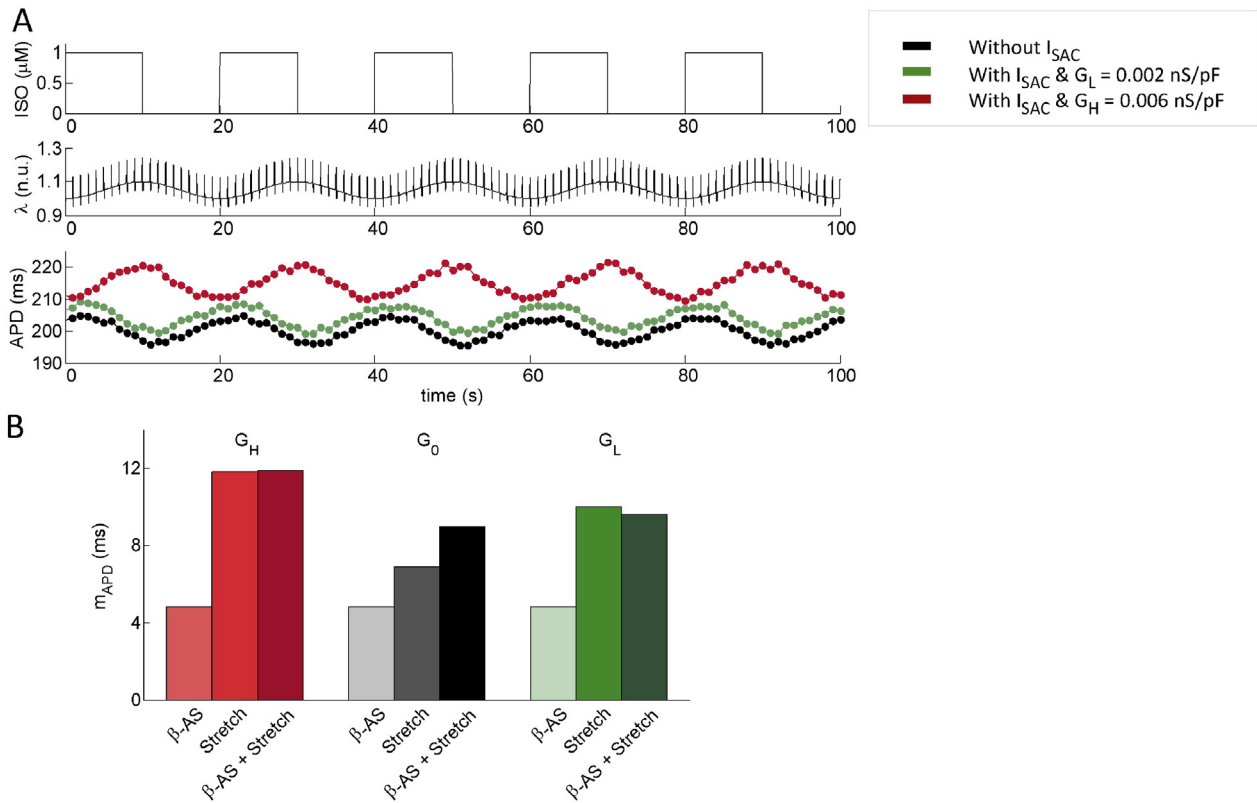 A
ISO (μM)
1
0.5
0
0 20 40 60 80 100
Without I_SAC
With I_SAC & G_L = 0.002 nS/pF
With I_SAC & G_H = 0.006 nS/pF
λ (n.u.)
1.3
1.1
0.9
0 20 40 60 80 100
APD (ms)
220
210
200
190
0 20 40 60 80 100
time (s)
B
G_H G_0 G_L
m_APD (ms)
12
8
4
0
β-AS Stretch β-AS + Stretch β-AS Stretch β-AS + Stretch β-AS Stretch β-AS + Stretch